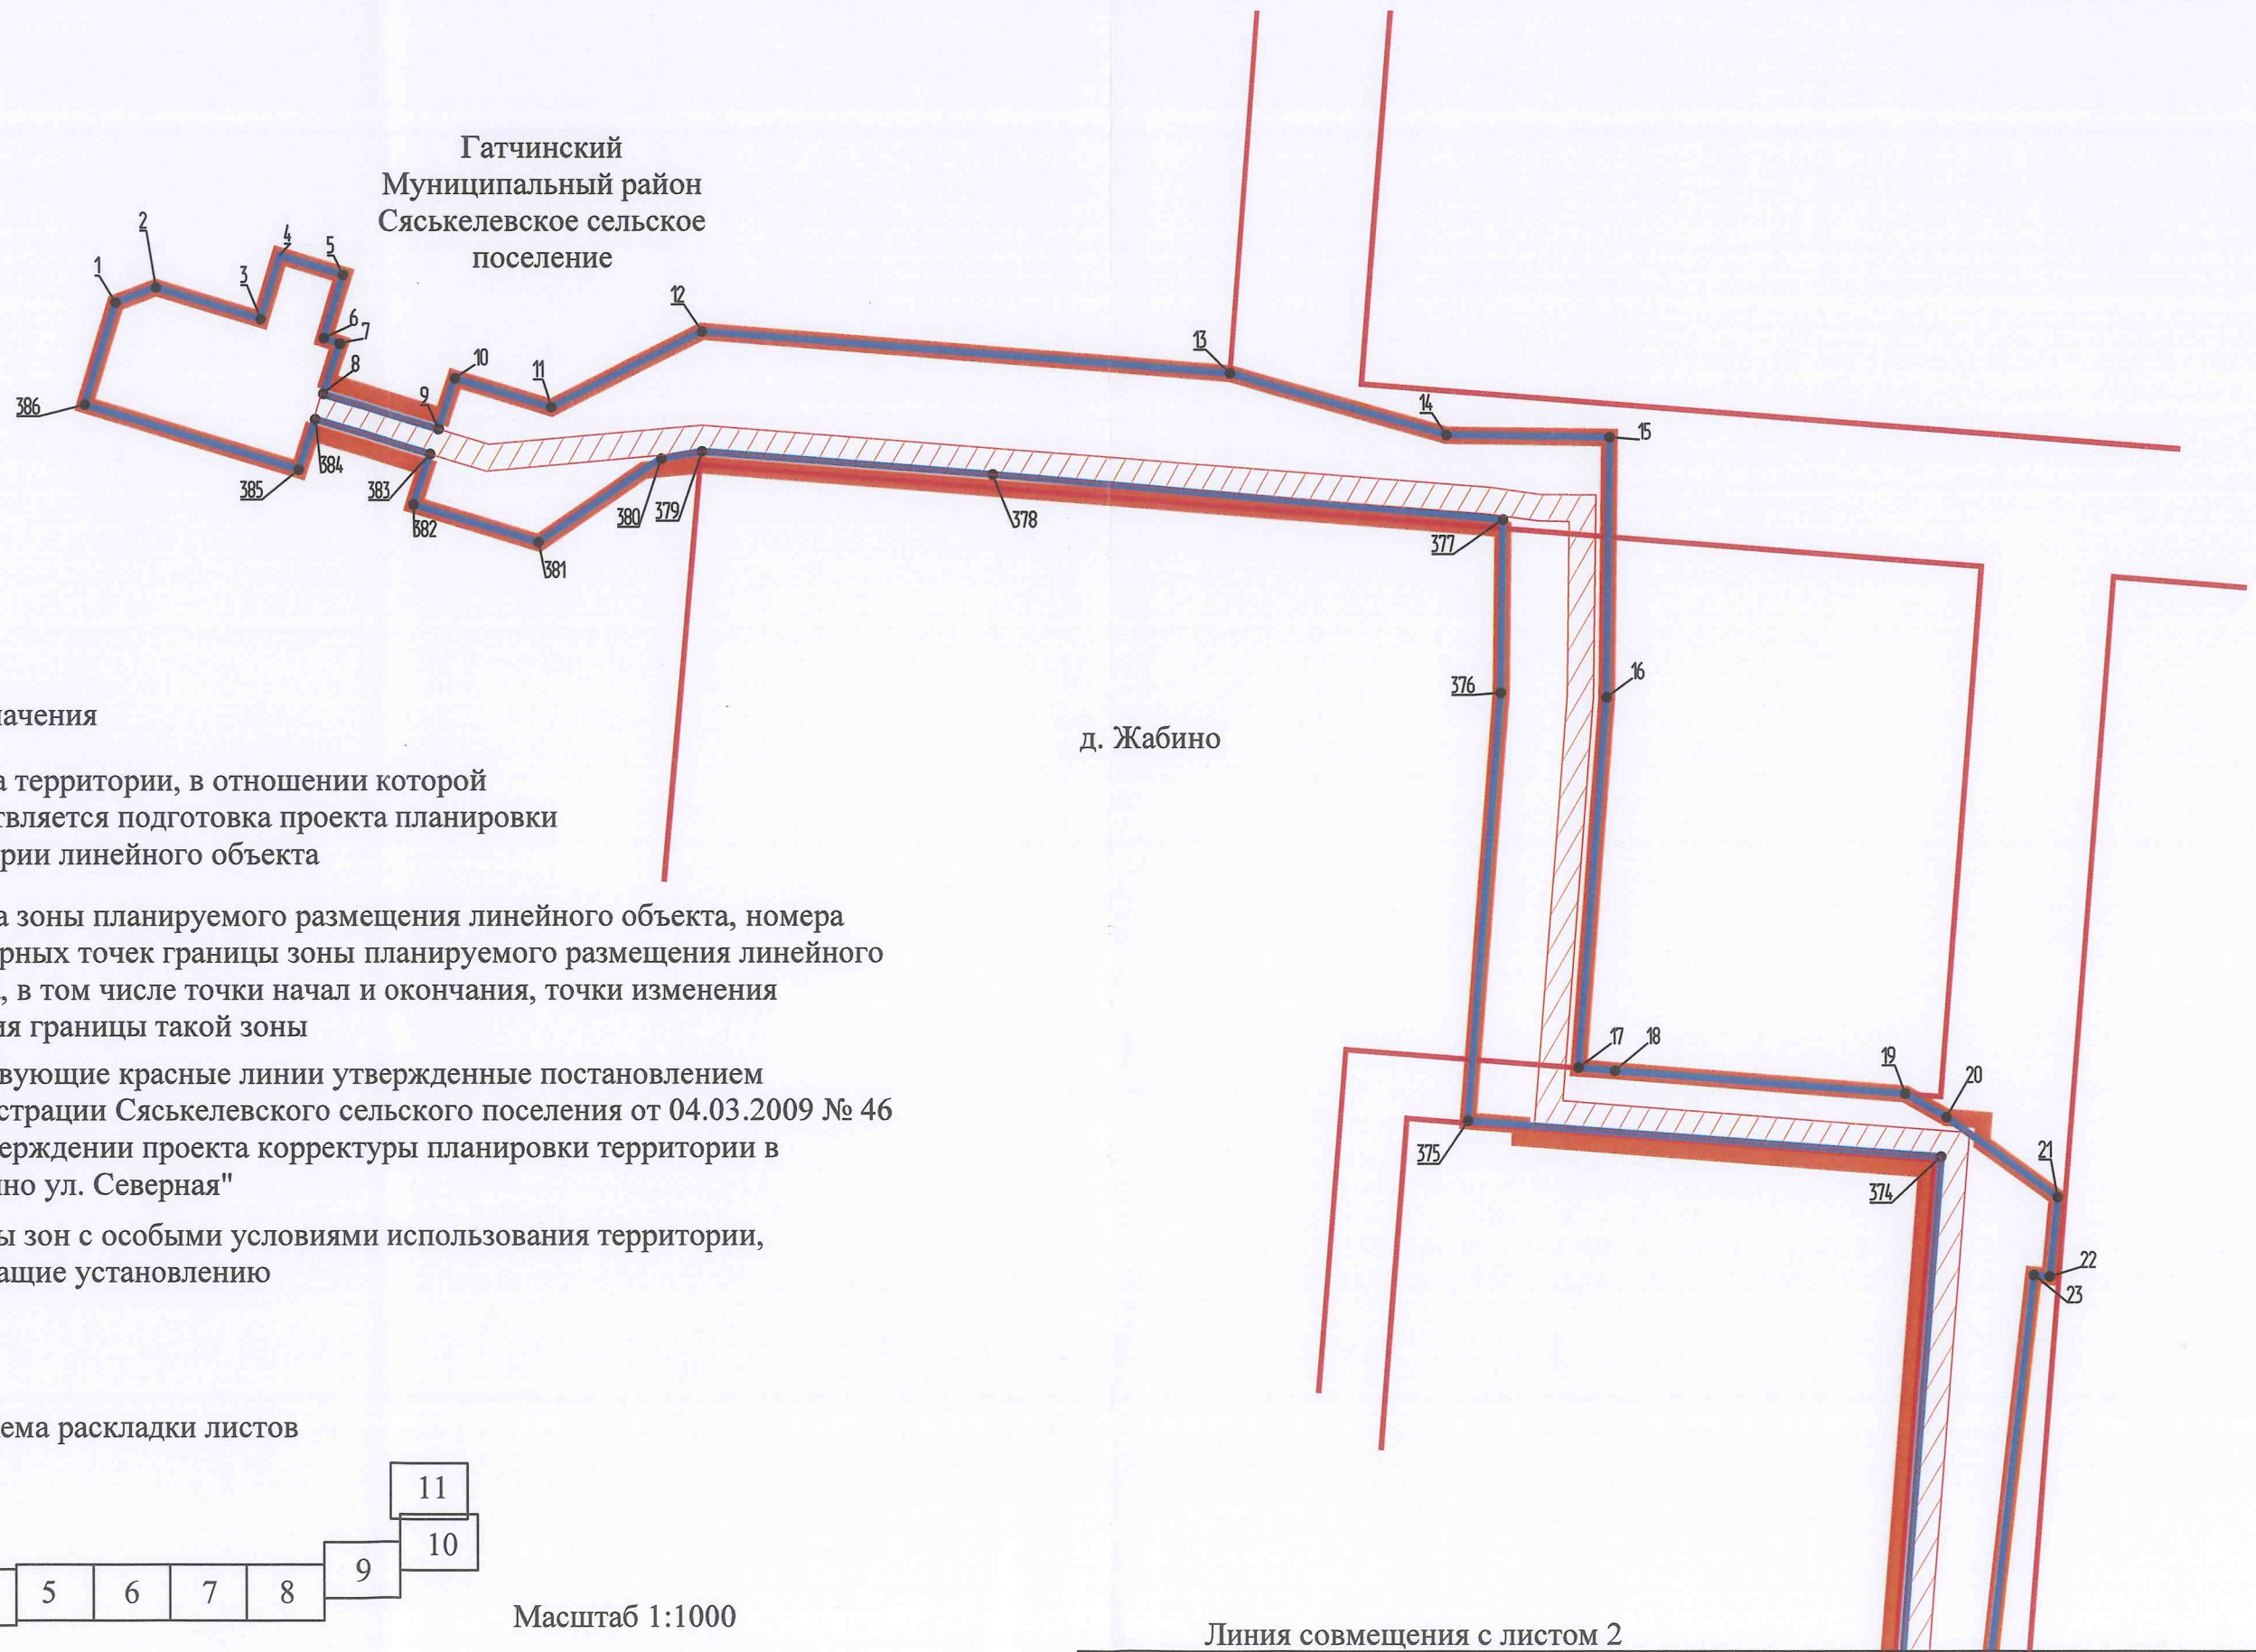 Гатчинский
Муниципальный район
Сяськелевское сельское
поселение
1
2
3
4
5
6
7
8
9
10
11
12
13
14
15
16
17
18
19
20
21
22
23
374
375
376
377
378
379
380
381
382
383
384
385
386
д. Жабино
начения
а территории, в отношении которой
твляется подготовка проекта планировки
рии линейного объекта
а зоны планируемого размещения линейного объекта, номера
рных точек границы зоны планируемого размещения линейного
, в том числе точки начал и окончания, точки изменения
ия границы такой зоны
вующие красные линии утвержденные постановлением
страции Сяськелевского сельского поселения от 04.03.2009 № 46
ерждении проекта корректуры планировки территории в
но ул. Северная"
ы зон с особыми условиями использования территории,
ащие установлению
ема раскладки листов
11
10
9
5 6 7 8
Масштаб 1:1000
Линия совмещения с листом 2